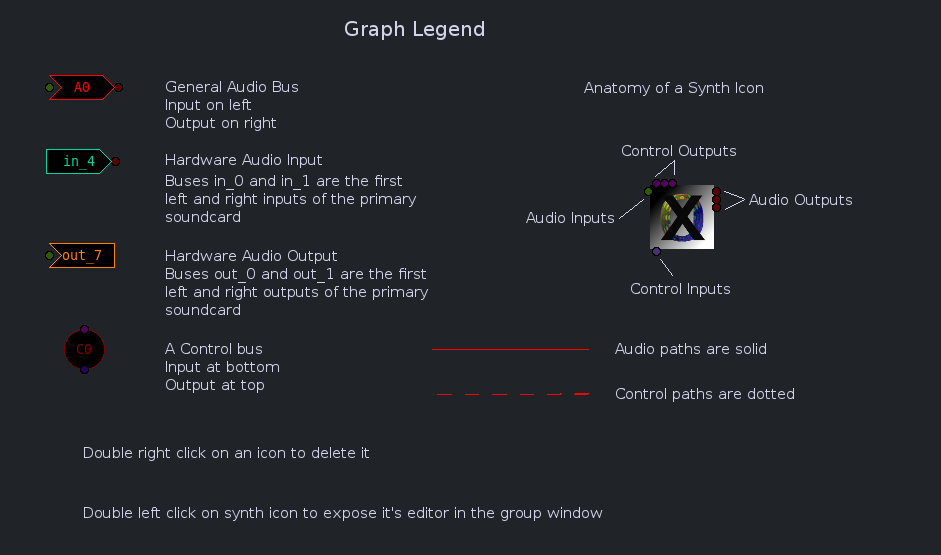 Graph Legend
A0
General Audio Bus
Input on left
Output on right
in_4
Hardware Audio Input
Buses in_0 and in_1 are the first
left and right inputs of the primary
soundcard
out_7
Hardware Audio Output
Buses out_0 and out_1 are the first
left and right outputs of the primary
soundcard
C0
A Control bus
Input at bottom
Output at top
Anatomy of a Synth Icon
Control Outputs
Audio Inputs
X
Audio Outputs
Control Inputs
Audio paths are solid
Control paths are dotted
Double right click on an icon to delete it
Double left click on synth icon to expose it's editor in the group window